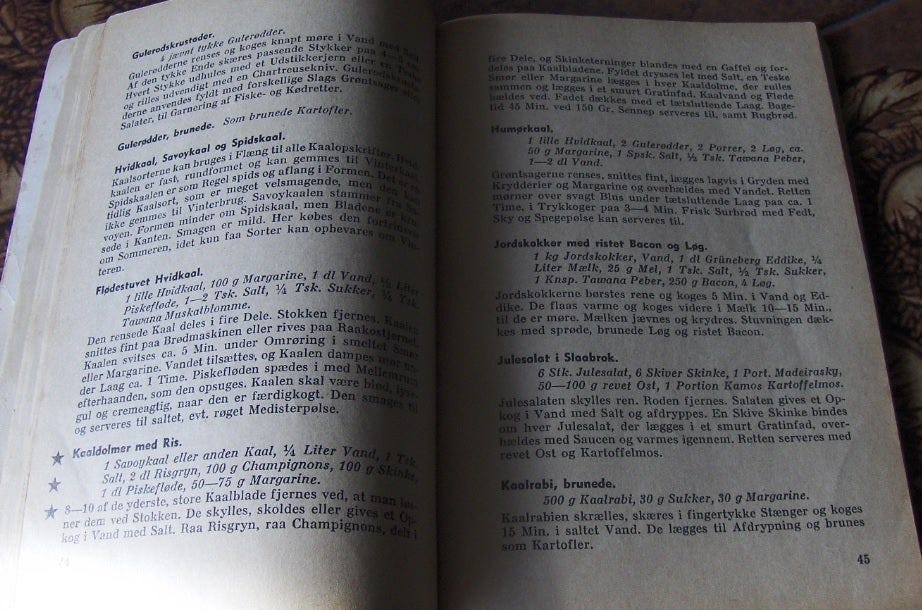 Gulerodskrustader.
4 jævnt tykke Gulerødder.
Gulerødderne renses og koges knapt møre i Vand med Salt.
Af den tykke Ende skæres passende Stykker paa 4—5
Hvert Stykke udhules med et Udstikkerjern eller en Teske
og rilles udvendigt med en Chartreusekniv.
derne anvendes fyldt med forskellige Slags Grøntsager eller
Salater, til Garnering af Fiske- og Kødretter.
Gulerødder, brunede. Som brunede Kartofler.
Hvidkaal, Savoykaal og Spidskaal.
Kaalsorterne kan bruges i Flæng til alle Kaalopskrifter.
kaalen er fast, rundformet og kan gemmes til Vinterkaal.
Spidskaalen er som Regel spids og aflang i Formen. Det er en
tidlig Kaalsort, som er meget velsmagende, men den kan
ikke gemmes til Vinterbrug. Savoykaalen stammer fra
voyen. Formen minder om Spidskaal, men Bladene er
sede i Kanten. Smagen er mild. Her købes den fortrinsvis
om Sommeren, idet kun faa Sorter kan opbevares om Vin-
teren.
Flødestuvet Hvidkaal.
1 lille Hvidkaal, 100 g Margarine, 1 dl Vand, Liter
Piskefløde, 1—2 Tsk. Salt, ¼ Tsk. Sukker, Tsk.
Tawana Muskatblomme.
Den rensede Kaal deles i fire Dele. Stokken fjernes. Kaalen
snittes fint paa Brødmaskinen eller rives paa Raakostjernet.
Kaalen svitses ca. 5 Min. under Omrøring i smeltet Smør
eller Margarine. Vandet tilsættes, og Kaalen dampes mør un-
der Laag ca. 1 Time. Piskefløden spædes i med Mellemrum
efterhaanden, som den opsuges. Kaalen skal være blød, lyse-
gul og cremeagtig, naar den er færdigkogt. Den smages til
og serveres til saltet, evt. røget Medisterpølse.
Kaaldolmer med Ris.
1 Savoykaal eller anden Kaal, ¼ Liter Vand, 1 Tsk.
Salt, 2 dl Risgryn, 100 g Champignons, 100 g Skinke,
1 dl Piskefløde, 50—75 g Margarine.
8—10 af de yderste, store Kaalblade fjernes ved, at man løs-
ner dem ved Stokken. De skylles, skoldes eller gives et Op-
kog i Vand med Salt. Raa Risgryn, raa Champignons, delt i
fire Dele, og Skinketerninger blandes med en Gaffel og for-
deles paa Kaalbladene. Fyldet drysses let med Salt, en Teske
Smør eller Margarine lægges i hver Kaaldolme, der rulles
sammen og lægges i et smurt Gratinfad. Kaalvand og Fløde
hældes ved. Fadet dækkes med et tætsluttende Laag. Bage-
tid 45 Min. ved 150 Gr. Sennep serveres til, samt Rugbrød.
Humørkaal.
1 lille Hvidkaal, 2 Gulerødder, 2 Porrer, 2 Løg, ca.
50 g Margarine, 1 Spsk. Salt, ½ Tsk. Tawana Peber,
1—2 dl Vand.
Grøntsagerne renses, snittes fint, lægges lagvis i Gryden med
Krydderier og Margarine og overhældes med Vandet. Retten
mørner over svagt Blus under tætsluttende Laag paa ca. 1
Time, i Trykkoger paa 3—4 Min. Frisk Surbrød med Fedt,
Sky og Spegepølse kan serveres til.
Jordskokker med ristet Bacon og Løg.
1 kg Jordskokker, Vand, 1 dl Grüneberg Eddike, ¼
Liter Mælk, 25 g Mel, 1 Tsk. Salt, ½ Tsk. Sukker,
1 Knsp. Tawana Peber, 250 g Bacon, 4 Løg.
Jordskokkerne børstes rene og koges 5 Min. i Vand og Ed-
dike. De flaas varme og koges videre i Mælk 10—15 Min.,
til de er møre. Mælken jævnes og krydres. Stuvningen dæk-
kes med sprøde, brunede Løg og ristet Bacon.
Julesalat i Slaabrok.
6 Stk. Julesalat, 6 Skiver Skinke, 1 Port. Madeirasky,
50—100 g revet Ost, 1 Portion Kamos Kartoffelmos.
Julesalaten skylles ren. Roden fjernes. Salaten gives et Op-
kog i Vand med Salt og afdryppes. En Skive Skinke bindes
om hver Julesalat, der lægges i et smurt Gratinfad, over-
hældes med Saucen og varmes igennem. Retten serveres med
revet Ost og Kartoffelmos.
Kaalrabi, brunede.
500 g Kaalrabi, 30 g Sukker, 30 g Margarine.
Kaalrabien skrælles, skæres i fingertykke Stænger og koges
15 Min. i saltet Vand. De lægges til Afdrypning og brunes
som Kartofler.
45